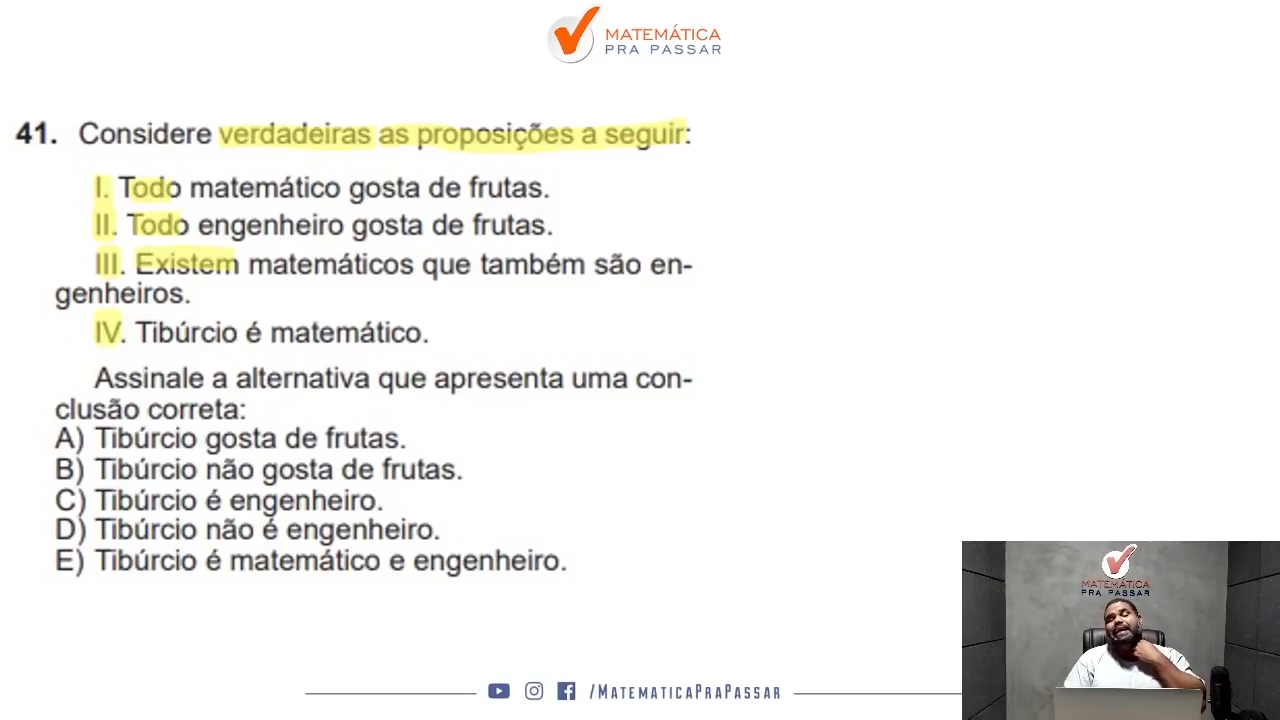 MATEMÁTICA
PRA PASSAR
41. Considere verdadeiras as proposições a seguir:
I. Todo matemático gosta de frutas.
II. Todo engenheiro gosta de frutas.
III. Existem matemáticos que também são en-
genheiros.
IV. Tibúrcio é matemático.
Assinale a alternativa que apresenta uma con-
clusão correta:
A) Tibúrcio gosta de frutas.
B) Tibúrcio não gosta de frutas.
C) Tibúrcio é engenheiro.
D) Tibúrcio não é engenheiro.
E) Tibúrcio é matemático e engenheiro.
MATEMÁTICA
PRA PASSAR
/MATEMATICAPRAPASSAR